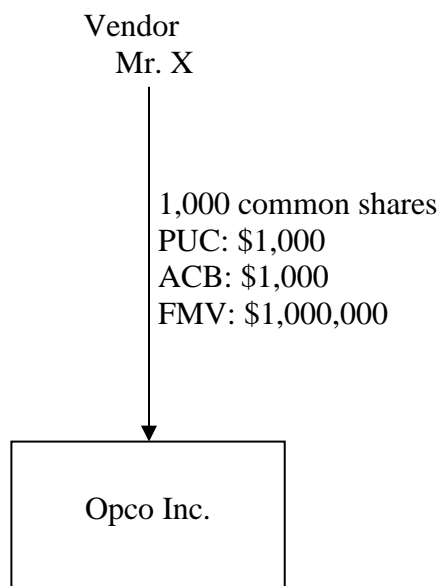 Vendor
Mr. X
1,000 common shares
PUC: $1,000
ACB: $1,000
FMV: $1,000,000
Opco Inc.